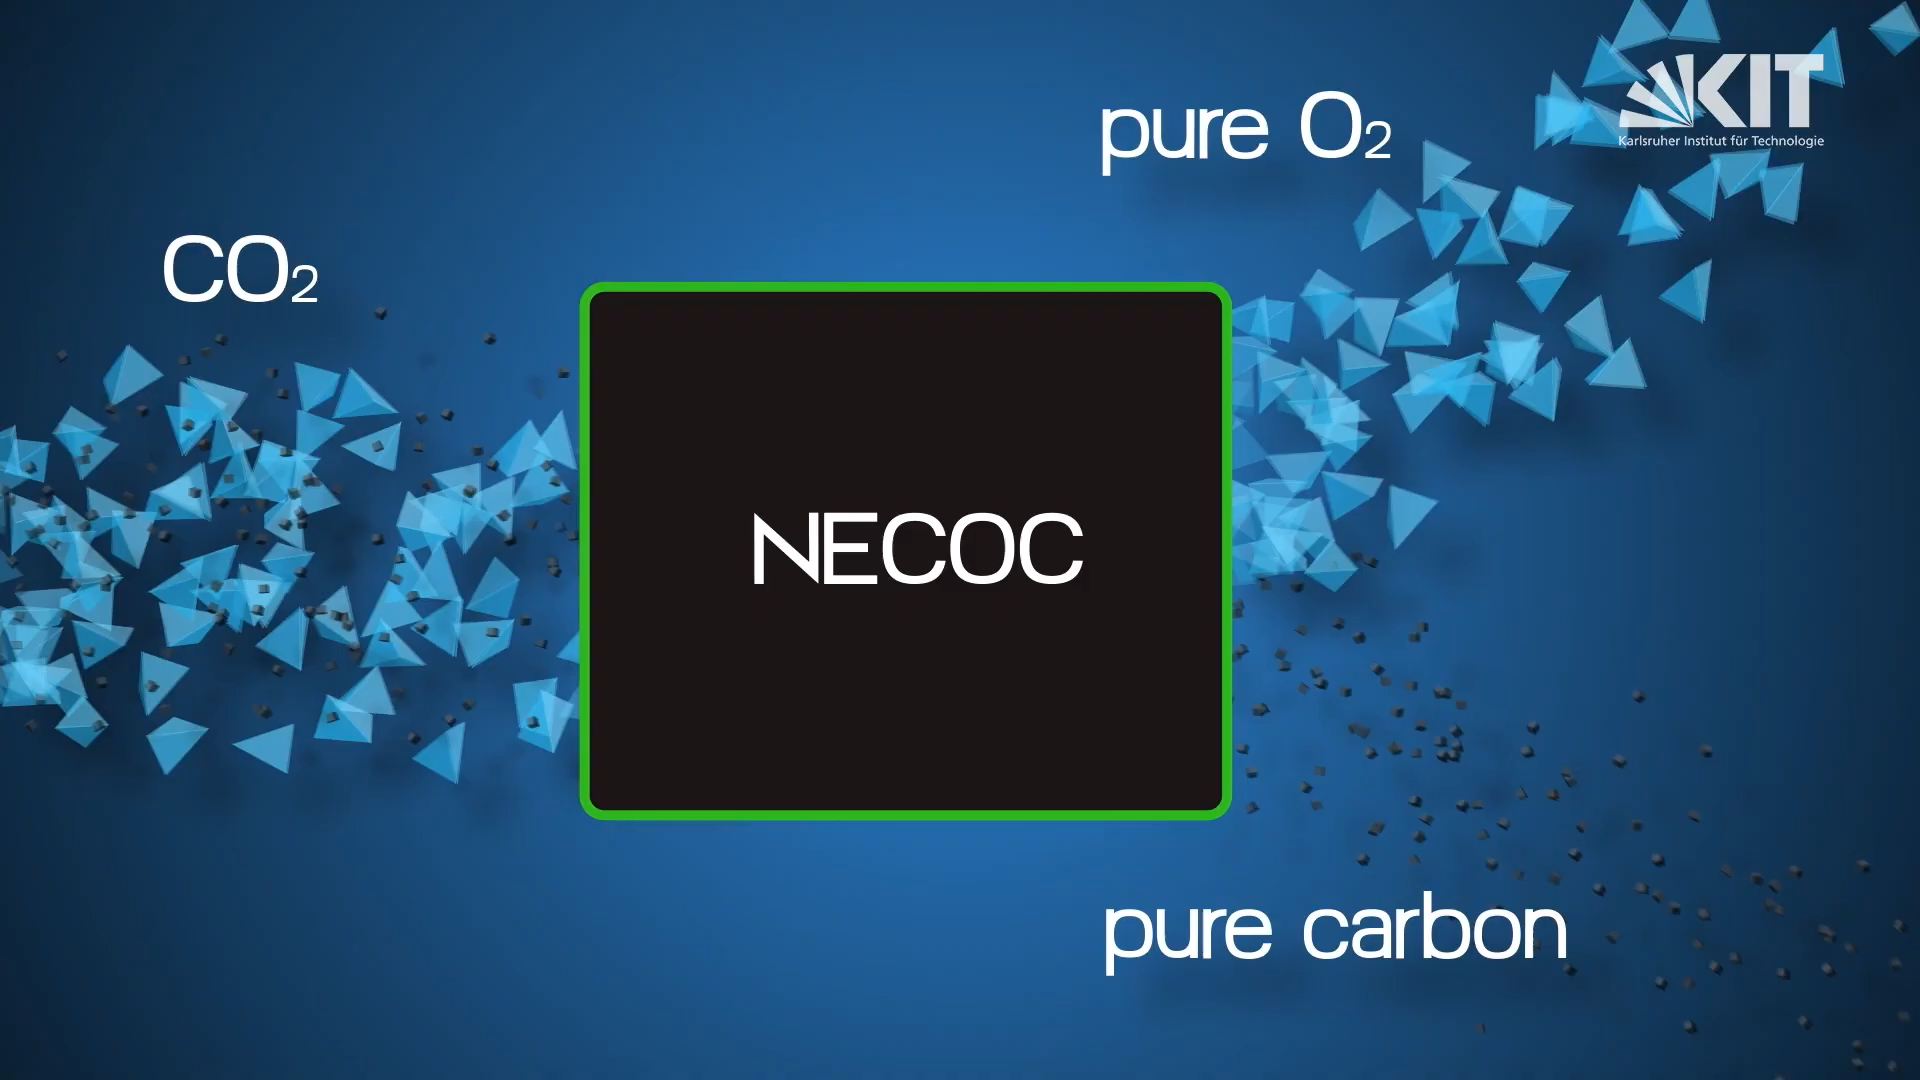 pure O₂
KIT
Karlsruher Institut für Technologie
CO₂
NECOC
pure carbon